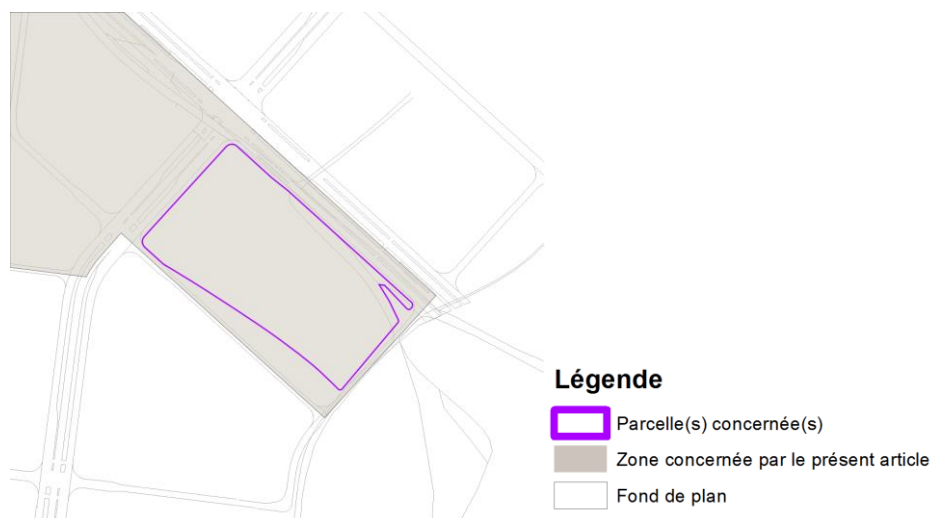 Légende
Parcelle(s) concernée(s)
Zone concernée par le présent article
Fond de plan